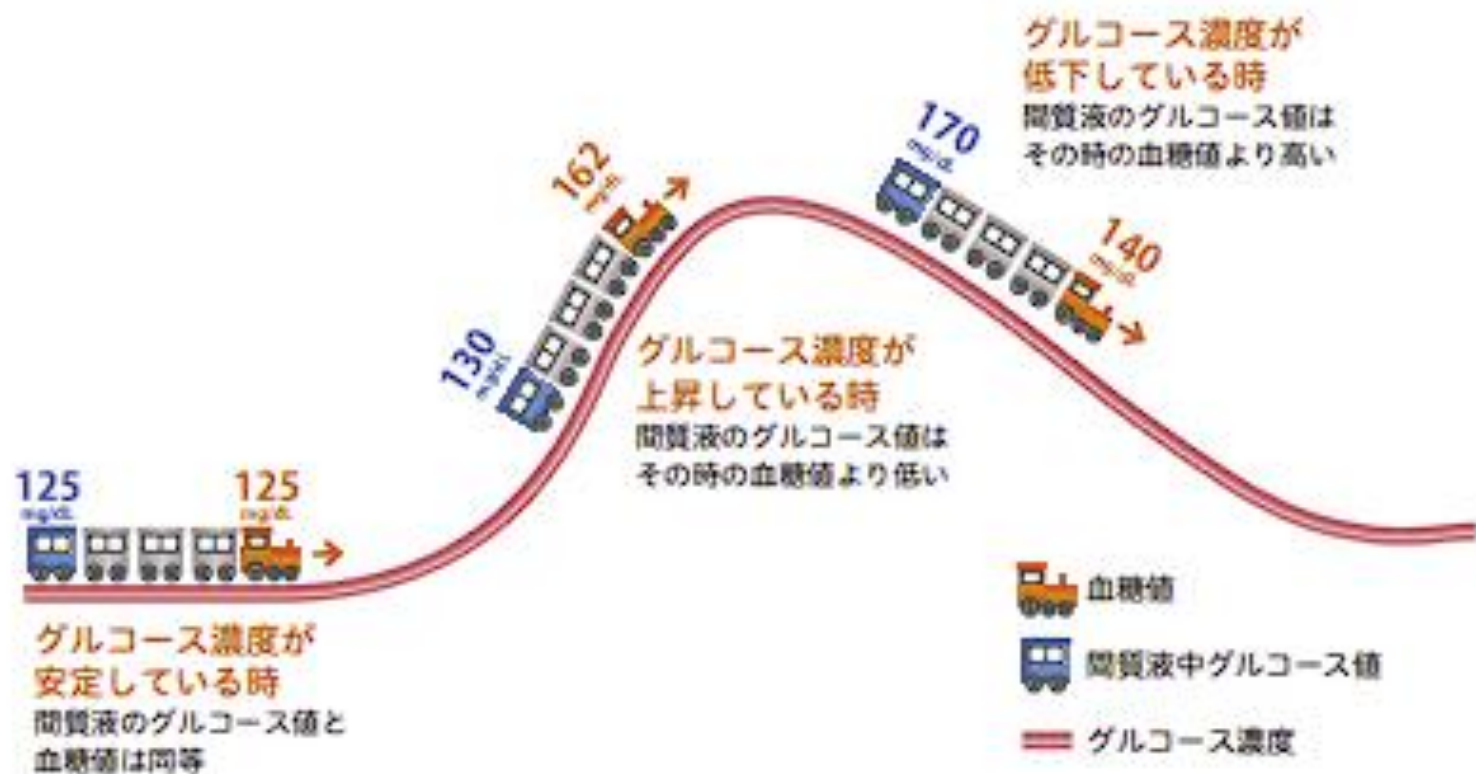 グルコース濃度が
低下している時
間質液のグルコース値は
その時の血糖値より高い
170
mg/dL
140
mg/dL
162
mg/dL
130
mg/dL
グルコース濃度が
上昇している時
間質液のグルコース値は
その時の血糖値より低い
125
mg/dL
125
mg/dL
グルコース濃度が
安定している時
間質液のグルコース値と
血糖値は同等
血糖値
間質液中グルコース値
グルコース濃度